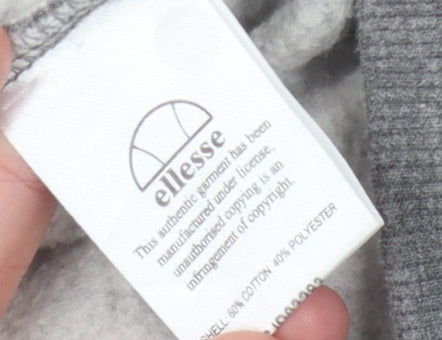 ellesse
This authentic garment has been
manufactured under license,
unauthorised copying is an
infringement of copyright
SHELL 60% COTTON 40% POLYESTER